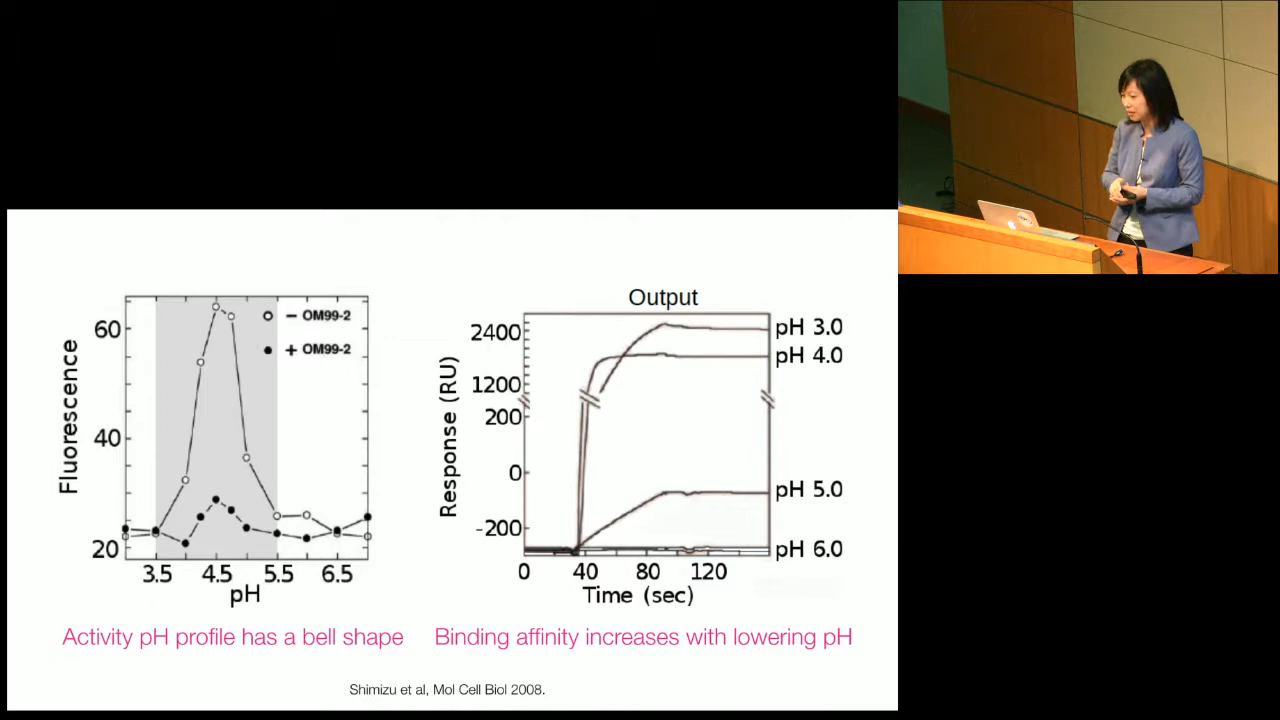 60
40
20
Fluorescence
– OM99-2
+ OM99-2
3.5 4.5 5.5 6.5
pH
Activity pH profile has a bell shape
Output
2400
1200
200
0
-200
Response (RU)
pH 3.0
pH 4.0
pH 5.0
pH 6.0
0 40 80 120
Time (sec)
Binding affinity increases with lowering pH
Shimizu et al, Mol Cell Biol 2008.